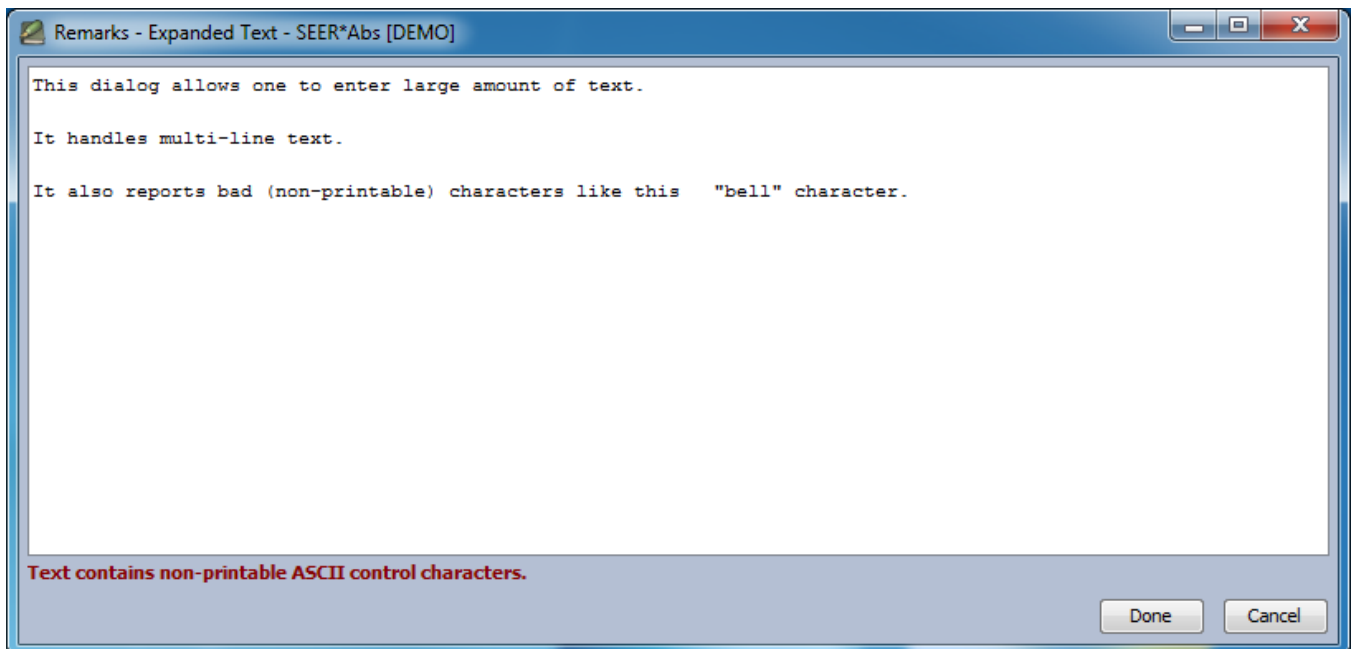 Remarks - Expanded Text - SEER*Abs [DEMO]
This dialog allows one to enter large amount of text.
It handles multi-line text.
It also reports bad (non-printable) characters like this   "bell" character.
Text contains non-printable ASCII control characters.
Done Cancel